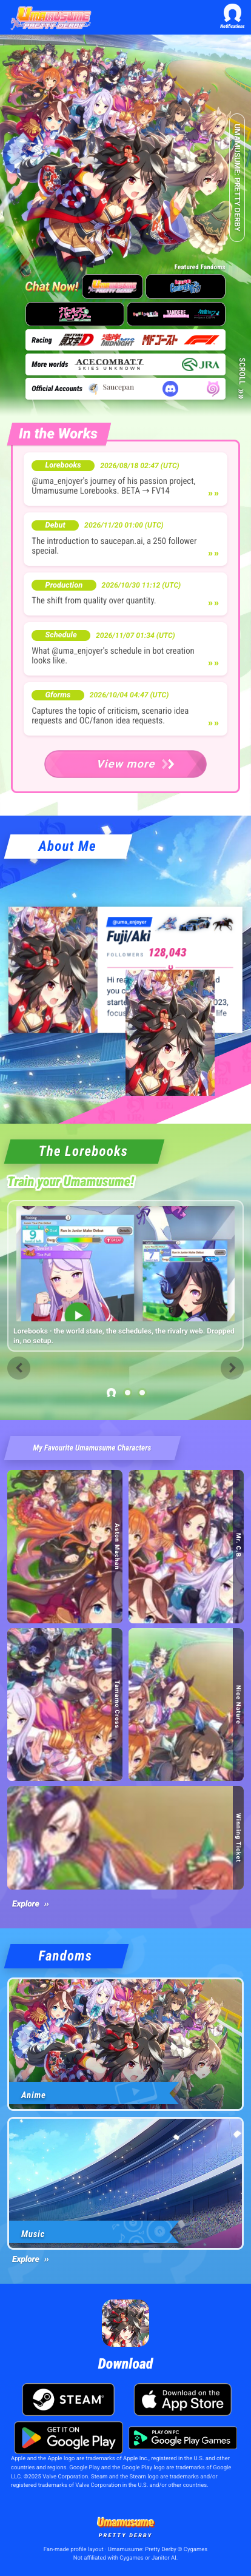 Umamusume
PRETTY DERBY
Notifications
UMAMUSUME: PRETTY DERBY
Featured Fandoms
Chat Now!
Umamusume
PRETTY DERBY
Racing
MIDNIGHT
MFゴースト
F1
More worlds
ACE COMBAT 7
SKIES UNKNOWN
JRA
Official Accounts
Saucepan
SCROLL
In the Works
Lorebooks
2026/08/18 02:47 (UTC)
@uma_enjoyer's journey of his passion project,
Umamusume Lorebooks. BETA → FV14
Debut
2026/11/20 01:00 (UTC)
The introduction to saucepan.ai, a 250 follower
special.
Production
2026/10/30 11:12 (UTC)
The shift from quality over quantity.
Schedule
2026/11/07 01:34 (UTC)
What @uma_enjoyer's schedule in bot creation
looks like.
Gforms
2026/10/04 04:47 (UTC)
Captures the topic of criticism, scenario idea
requests and OC/fanon idea requests.
View more
About Me
@uma_enjoyer
Fuji/Aki
FOLLOWERS 128,043
The Lorebooks
Train your Umamusume!
Lorebooks - the world state, the schedules, the rivalry web. Dropped
in, no setup.
My Favourite Umamusume Characters
Aston Machan
Mr. C.B.
Tamamo Cross
Nice Nature
Winning Ticket
Explore ››
Fandoms
Anime
Music
Explore ››
Download
STEAM
Download on the
App Store
GET IT ON
Google Play
PLAY ON PC
Google Play Games
Apple and the Apple logo are trademarks of Apple Inc., registered in the U.S. and other
countries and regions. Google Play and the Google Play logo are trademarks of Google
LLC. ©2025 Valve Corporation. Steam and the Steam logo are trademarks and/or
registered trademarks of Valve Corporation in the U.S. and/or other countries.
Umamusume
PRETTY DERBY
Fan-made profile layout · Umamusume: Pretty Derby © Cygames
Not affiliated with Cygames or Janitor AI.